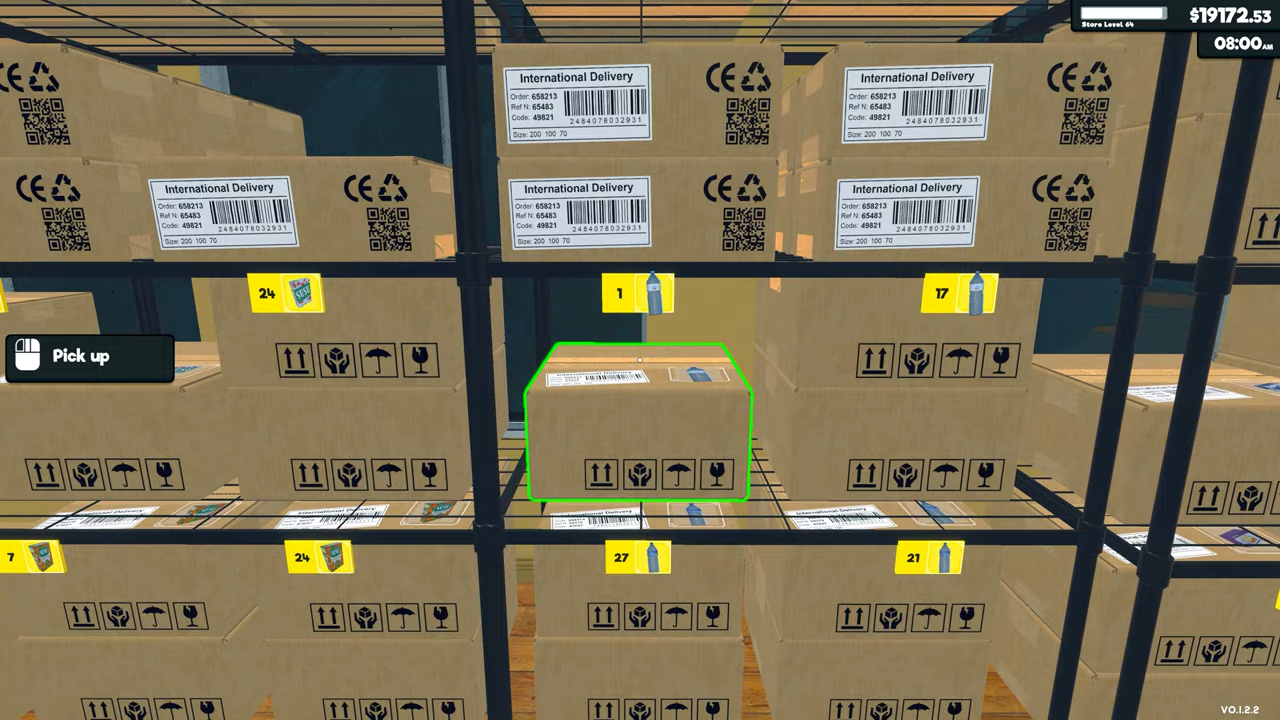 $19172.53
Store Level 64
08:00AM
International Delivery
Order: 658213
Ref N: 65483
Code: 49821
2484078032931
Size: 200 100 70
International Delivery
Order: 658213
Ref N: 65483
Code: 49821
2484078032931
Size: 200 100 70
International Delivery
Order: 658213
Ref N: 65483
Code: 49821
2484078032931
Size: 200 100 70
International Delivery
Order: 658213
Ref N: 65483
Code: 49821
2484078032931
Size: 200 100 70
International Delivery
Order: 658213
Ref N: 65483
Code: 49821
2484078032931
Size: 200 100 70
24
1
17
Pick up
International Delivery
7
24
27
21
V0.1.2.2